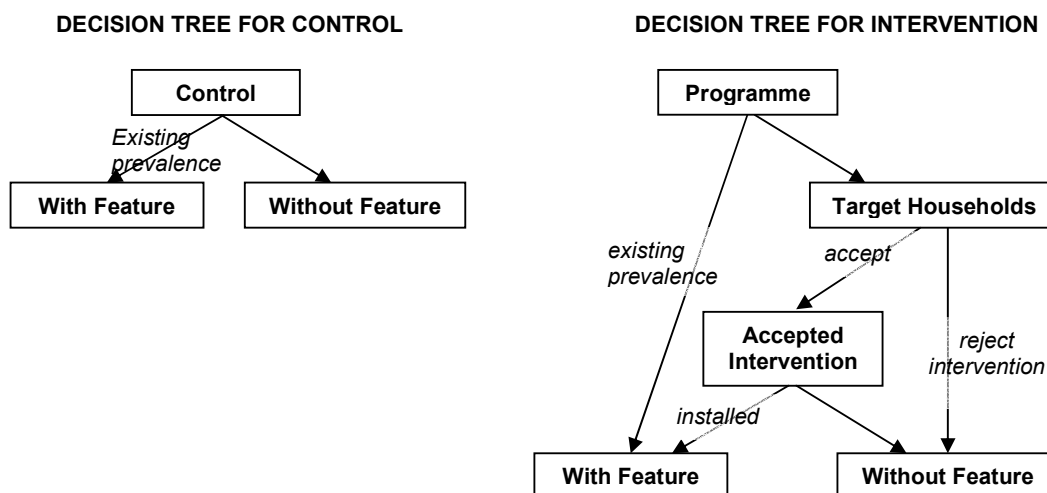 DECISION TREE FOR CONTROL
Control
Existing
prevalence
With Feature
Without Feature
DECISION TREE FOR INTERVENTION
Programme
Target Households
existing
prevalence
accept
Accepted
Intervention
reject
intervention
installed
With Feature
Without Feature